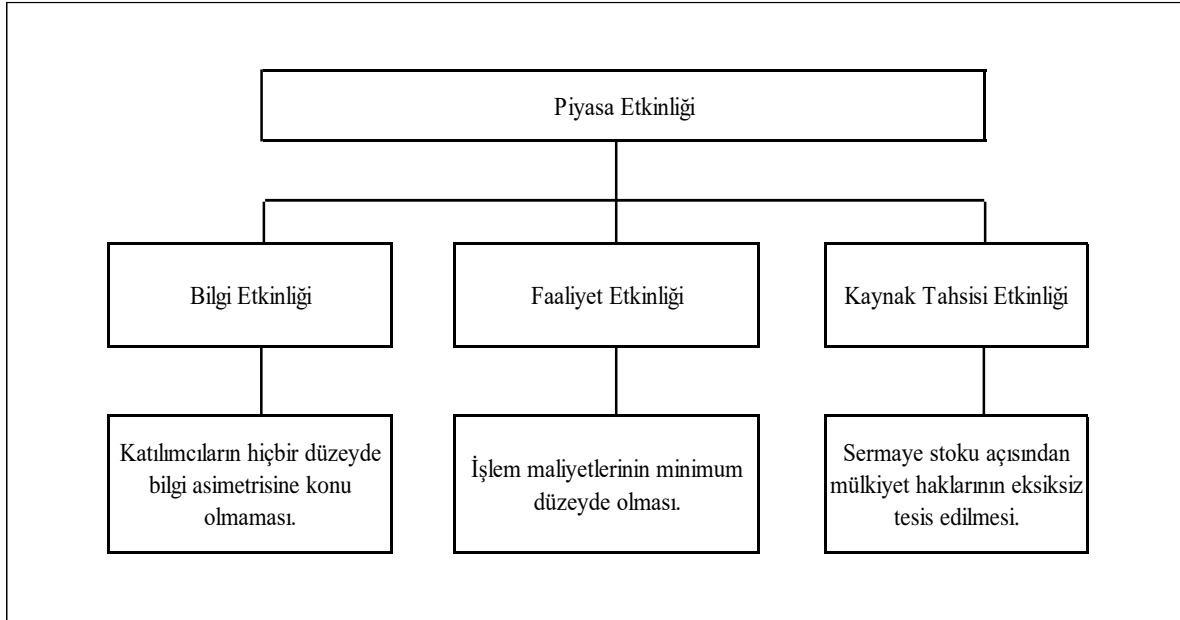 Piyasa Etkinliği
Bilgi Etkinliği
Faaliyet Etkinliği
Kaynak Tahsisi Etkinliği
Katılımcıların hiçbir düzeyde
bilgi asimetrisine konu
olmaması.
İşlem maliyetlerinin minimum
düzeyde olması.
Sermaye stoku açısından
mülkiyet haklarının eksiksiz
tesis edilmesi.